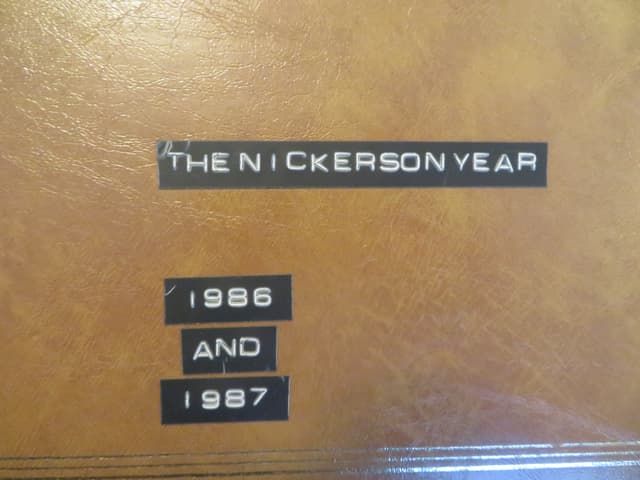 THE NICKERSON YEAR
1986
AND
1987